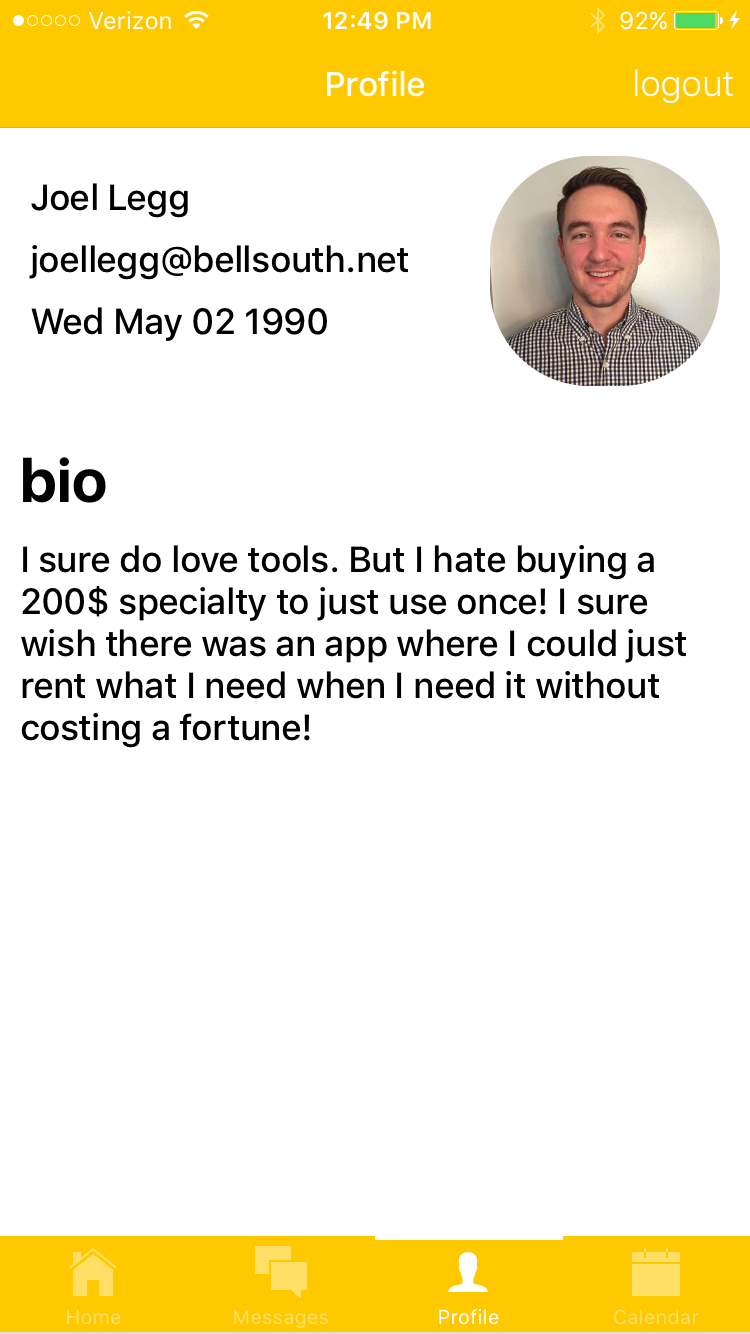 Verizon 12:49 PM 92%
Profile logout
Joel Legg
joellegg@bellsouth.net
Wed May 02 1990
bio
I sure do love tools. But I hate buying a
200$ specialty to just use once! I sure
wish there was an app where I could just
rent what I need when I need it without
costing a fortune!
Home Messages Profile Calendar